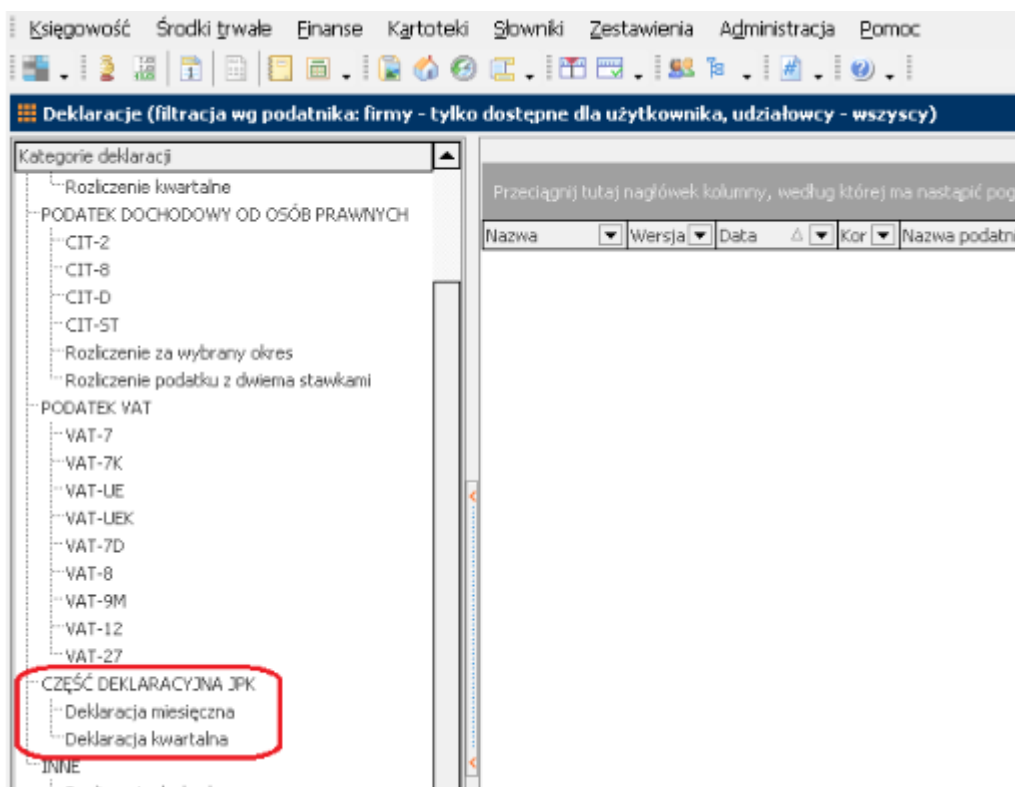 Księgowość Środki trwałe Finanse Kartoteki Słowniki Zestawienia Administracja Pomoc
Deklaracje (filtracja wg podatnika: firmy - tylko dostępne dla użytkownika, udziałowcy - wszyscy)
Kategorie deklaracji
Rozliczenie kwartalne
PODATEK DOCHODOWY OD OSÓB PRAWNYCH
CIT-2
CIT-8
CIT-D
CIT-ST
Rozliczenie za wybrany okres
Rozliczenie podatku z dwiema stawkami
PODATEK VAT
VAT-7
VAT-7K
VAT-UE
VAT-UEK
VAT-7D
VAT-8
VAT-9M
VAT-12
VAT-27
CZĘŚĆ DEKLARACYJNA JPK
Deklaracja miesięczna
Deklaracja kwartalna
INNE
Przeciągnij tutaj nagłówek kolumny, według której ma nastąpić pog
Nazwa Wersja Data Kor Nazwa podatni